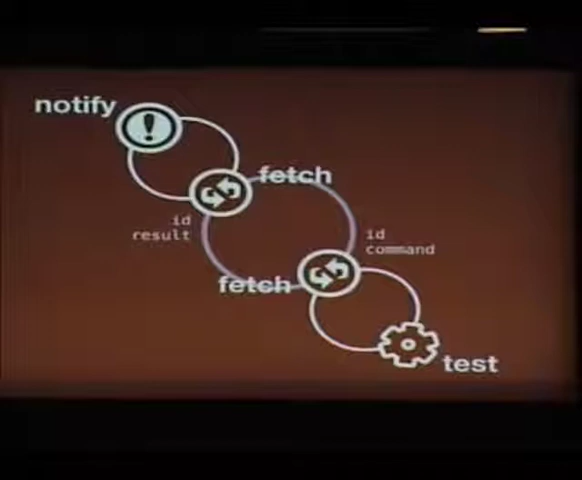 notify
fetch
id
result
id
command
fetch
test